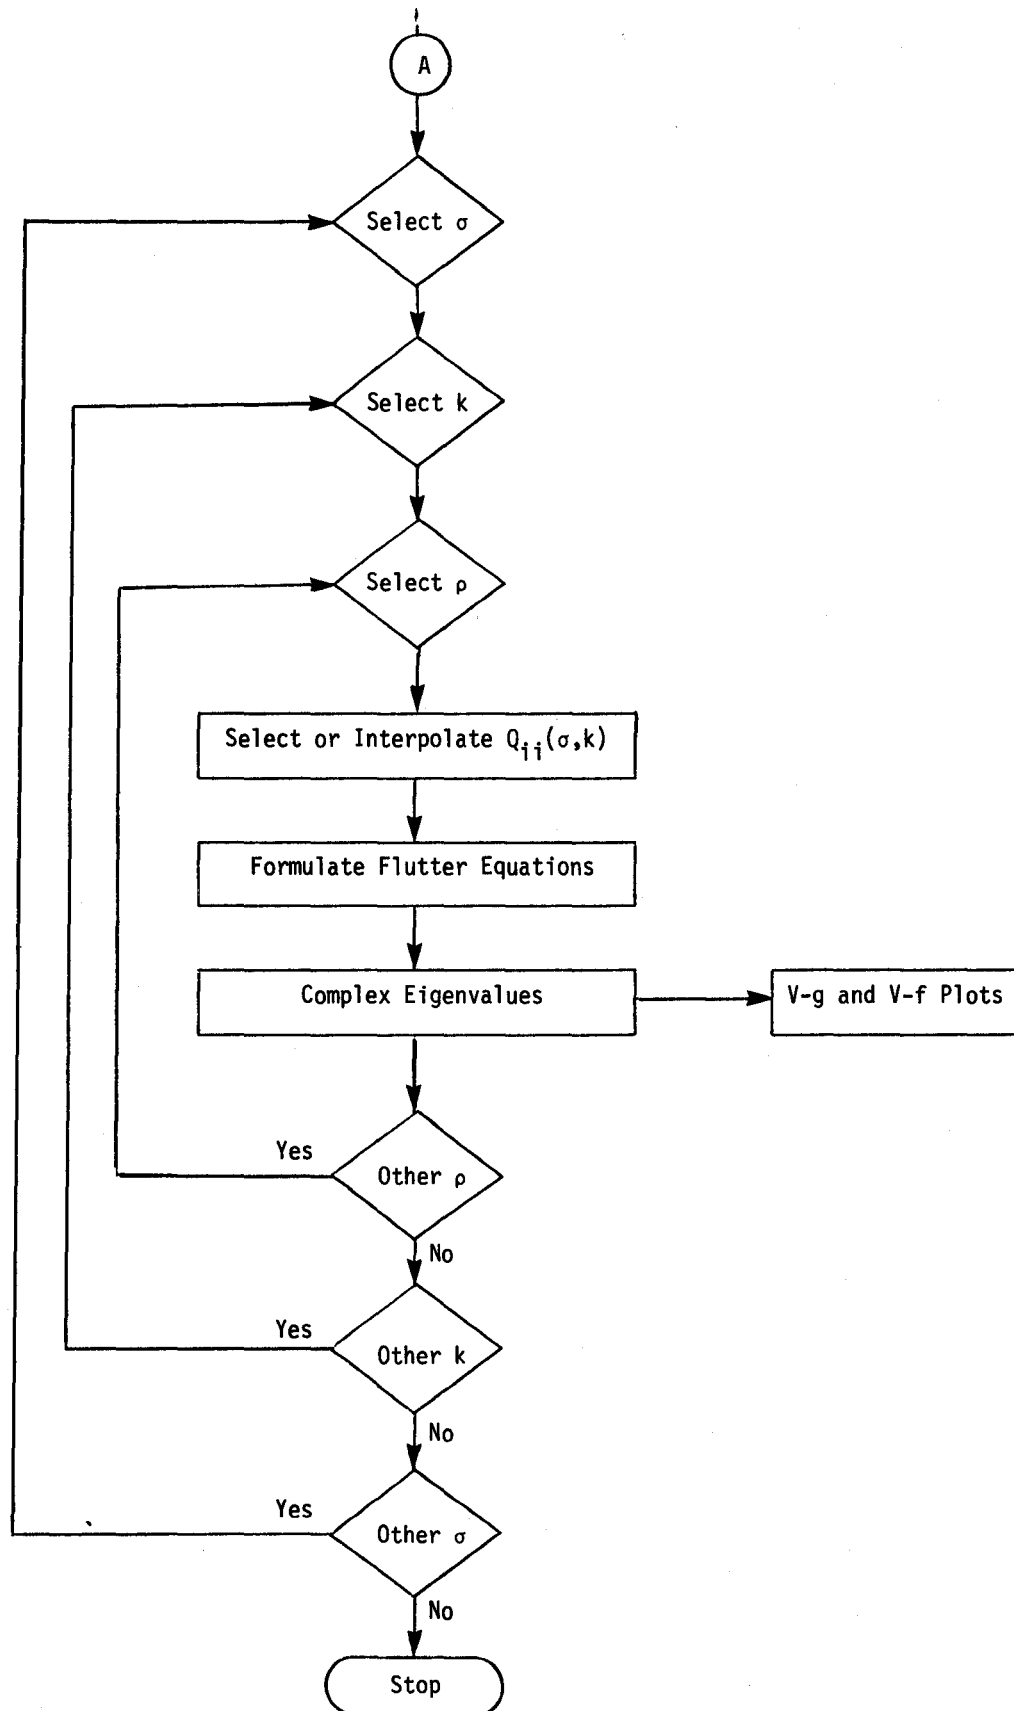 A
Select σ
Select k
Select ρ
Select or Interpolate Qii(σ,k)
Formulate Flutter Equations
Complex Eigenvalues
V-g and V-f Plots
Yes
Other ρ
No
Yes
Other k
No
Yes
Other σ
No
Stop